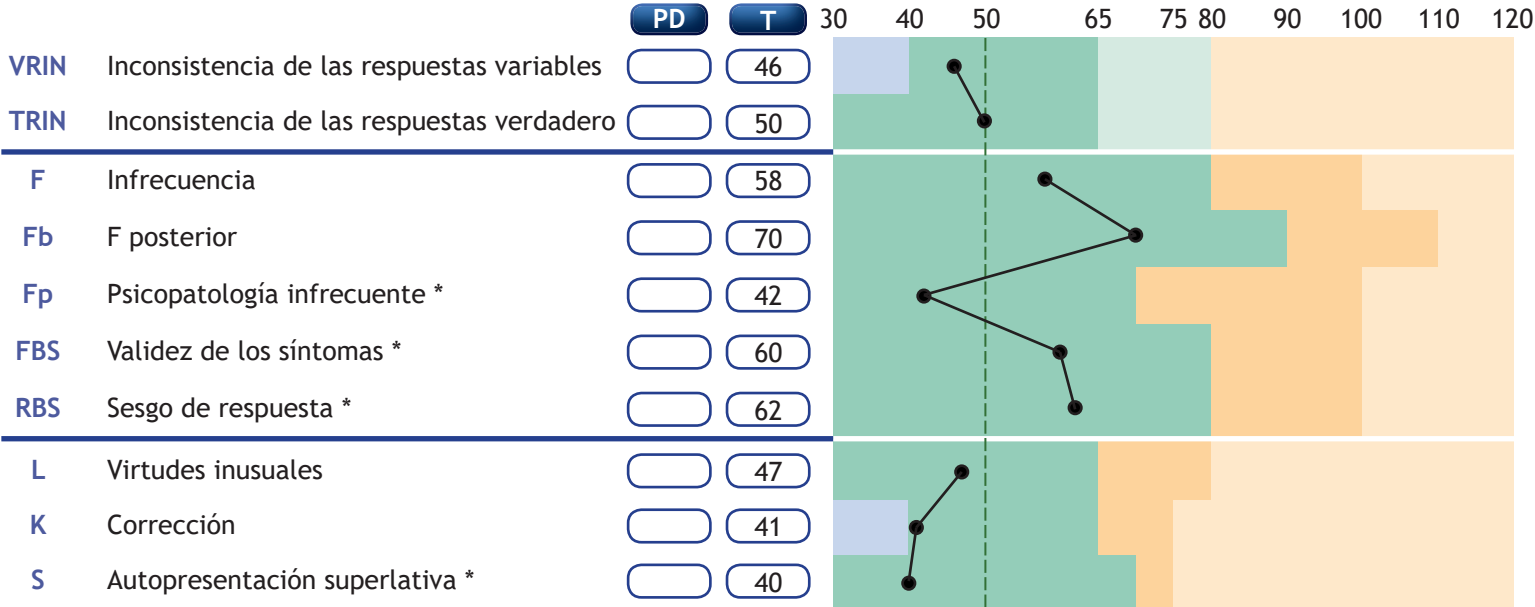 PD T 30 40 50 65 75 80 90 100 110 120
VRIN Inconsistencia de las respuestas variables 46
TRIN Inconsistencia de las respuestas verdadero 50
F Infrecuencia 58
Fb F posterior 70
Fp Psicopatología infrecuente * 42
FBS Validez de los síntomas * 60
RBS Sesgo de respuesta * 62
L Virtudes inusuales 47
K Corrección 41
S Autopresentación superlativa * 40